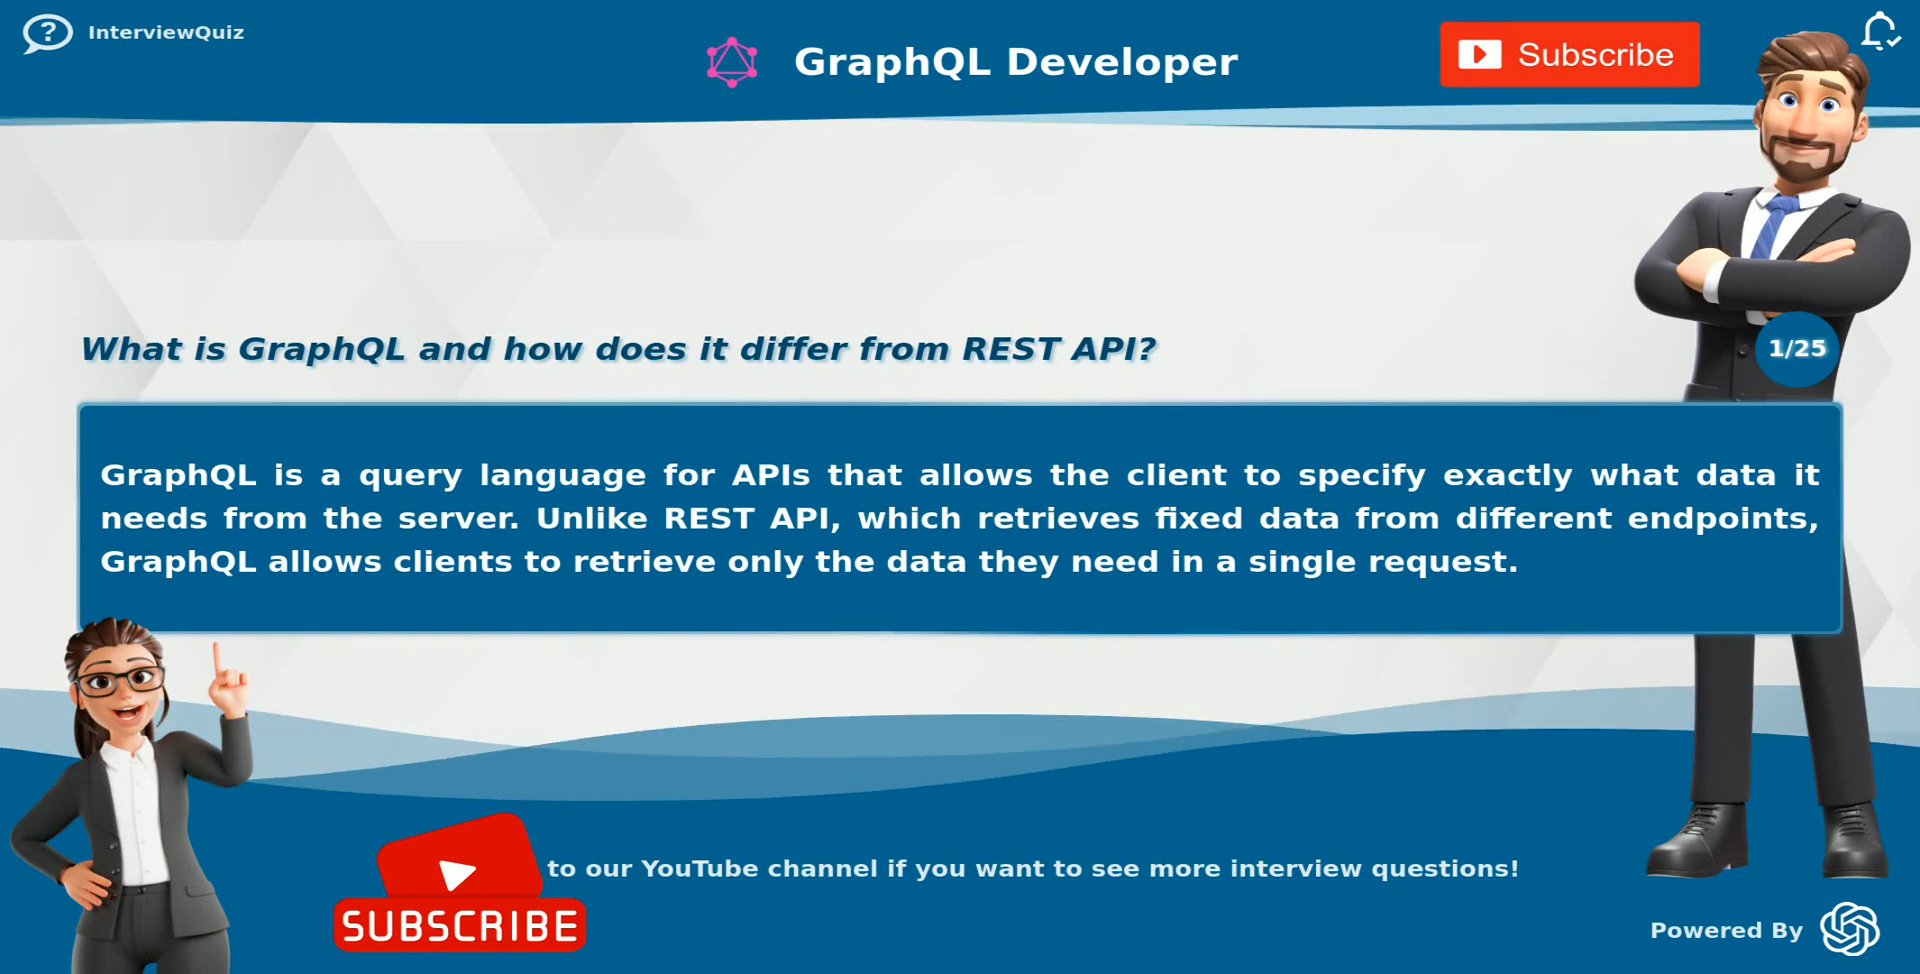 InterviewQuiz
GraphQL Developer
Subscribe
What is GraphQL and how does it differ from REST API?
1/25
GraphQL is a query language for APIs that allows the client to specify exactly what data it
needs from the server. Unlike REST API, which retrieves fixed data from different endpoints,
GraphQL allows clients to retrieve only the data they need in a single request.
to our YouTube channel if you want to see more interview questions!
SUBSCRIBE
Powered By